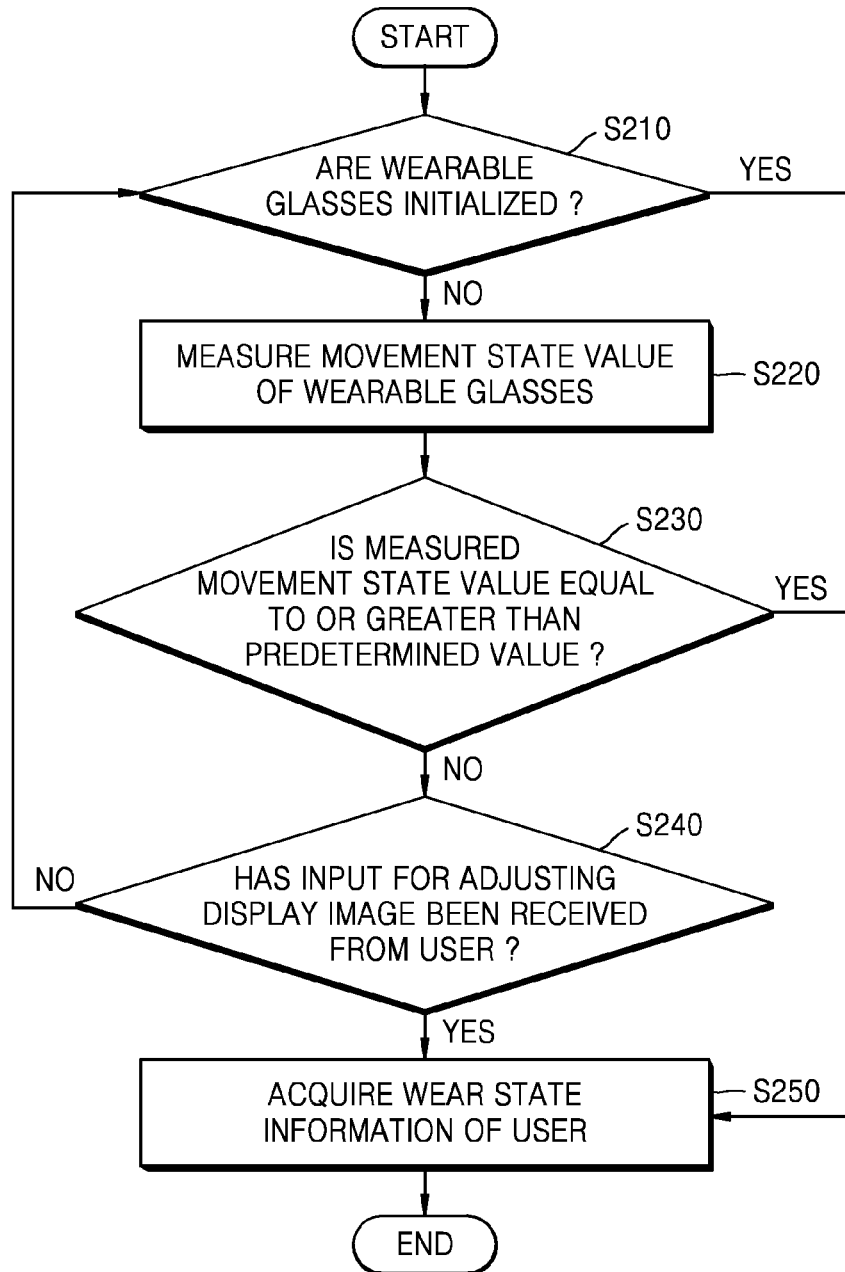 START
S210
ARE WEARABLE
GLASSES INITIALIZED ?
YES
NO
MEASURE MOVEMENT STATE VALUE
OF WEARABLE GLASSES
S220
S230
IS MEASURED
MOVEMENT STATE VALUE EQUAL
TO OR GREATER THAN
PREDETERMINED VALUE ?
YES
NO
S240
HAS INPUT FOR ADJUSTING
DISPLAY IMAGE BEEN RECEIVED
FROM USER ?
NO
YES
ACQUIRE WEAR STATE
INFORMATION OF USER
S250
END